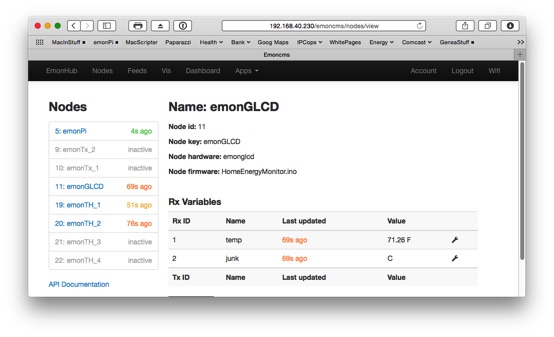 192.168.40.230/emoncms/nodes/view
MacInStuff emonPi MacScripter Paparazzi Health Bank Goog Maps IPCops WhitePages Energy Comcast GeneaStuff >>
Emoncms +
EmonHub Nodes Feeds Vis Dashboard Apps Account Logout Wifi
Nodes
5: emonPi 4s ago
9: emonTx_2 inactive
10: emonTx_1 inactive
11: emonGLCD 69s ago
19: emonTH_1 51s ago
20: emonTH_2 76s ago
21: emonTH_3 inactive
22: emonTH_4 inactive
API Documentation
Name: emonGLCD
Node id: 11
Node key: emonGLCD
Node hardware: emonglcd
Node firmware: HomeEnergyMonitor.ino
Rx Variables
Rx ID Name Last updated Value
1 temp 69s ago 71.26 F
2 junk 69s ago C
Tx ID Name Last updated Value